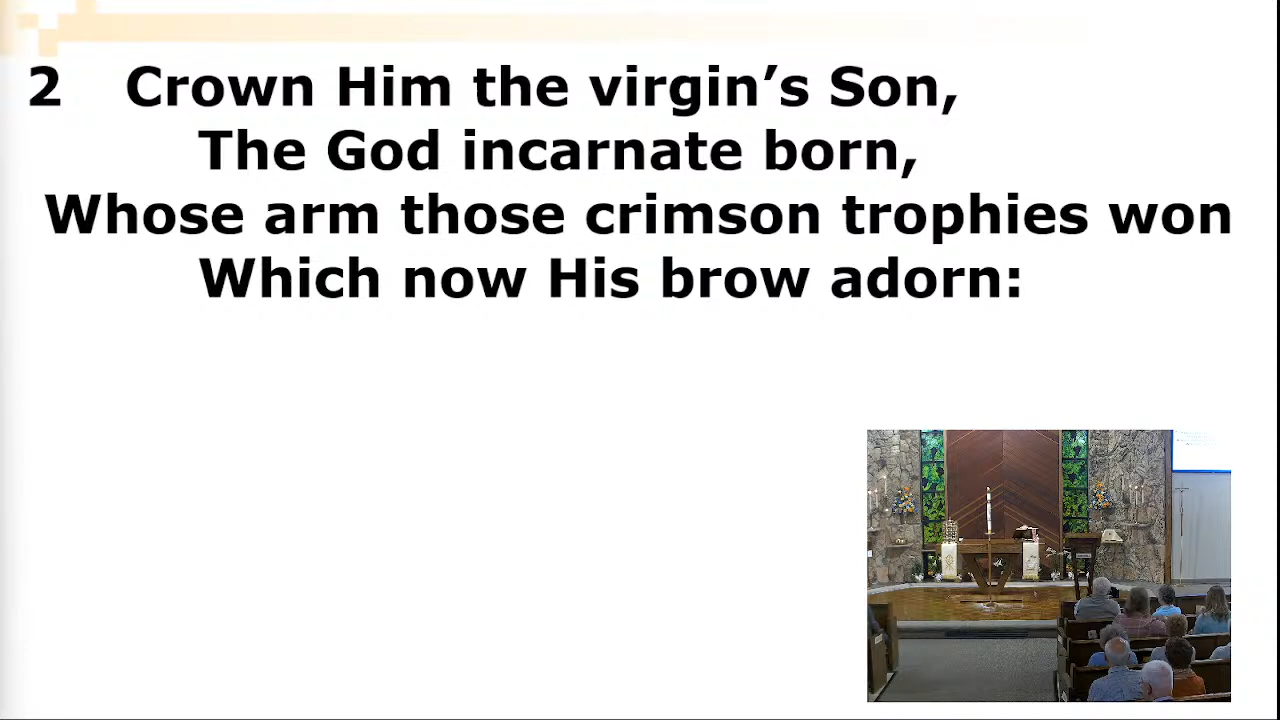 2 Crown Him the virgin’s Son,
The God incarnate born,
Whose arm those crimson trophies won
Which now His brow adorn: